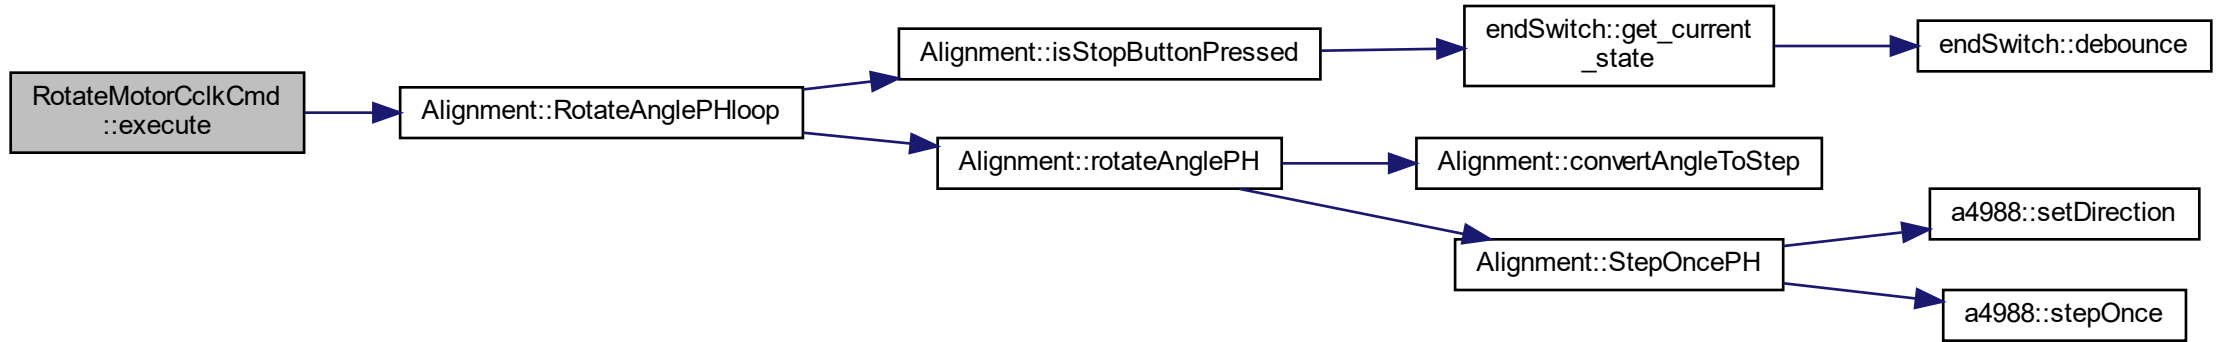 RotateMotorCclkCmd
::execute
Alignment::RotateAnglePHloop
Alignment::isStopButtonPressed
endSwitch::get_current
_state
endSwitch::debounce
Alignment::rotateAnglePH
Alignment::convertAngleToStep
Alignment::StepOncePH
a4988::setDirection
a4988::stepOnce